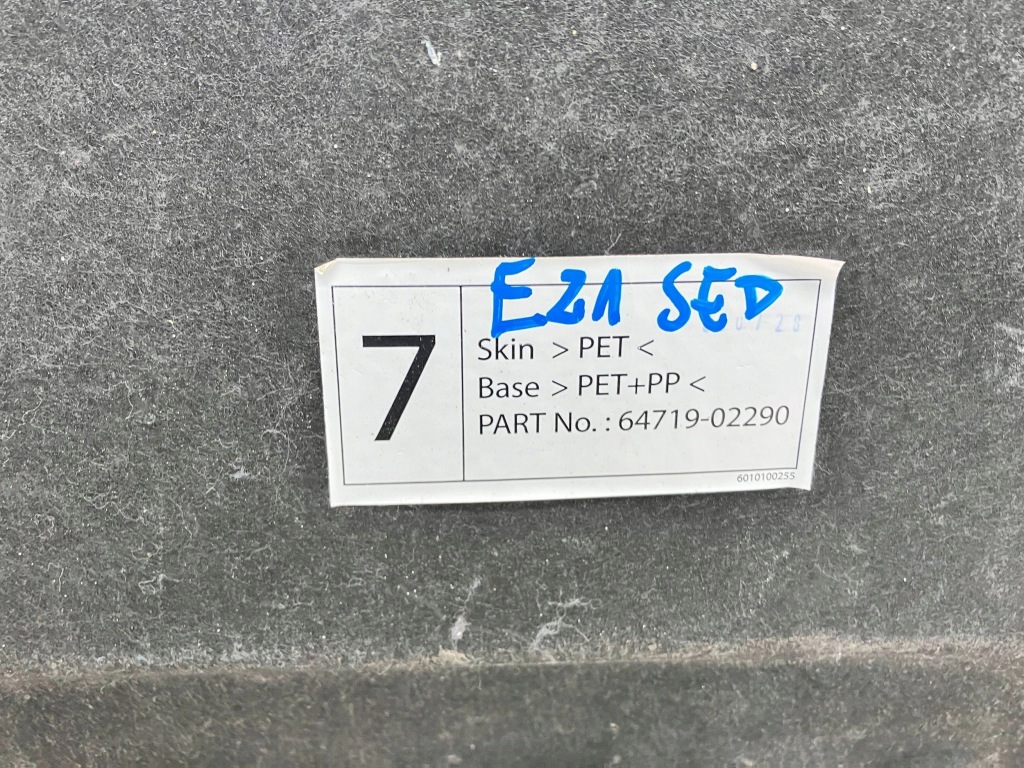 E21 SED
7
Skin > PET <
Base > PET+PP <
PART No. : 64719-02290
6010100255